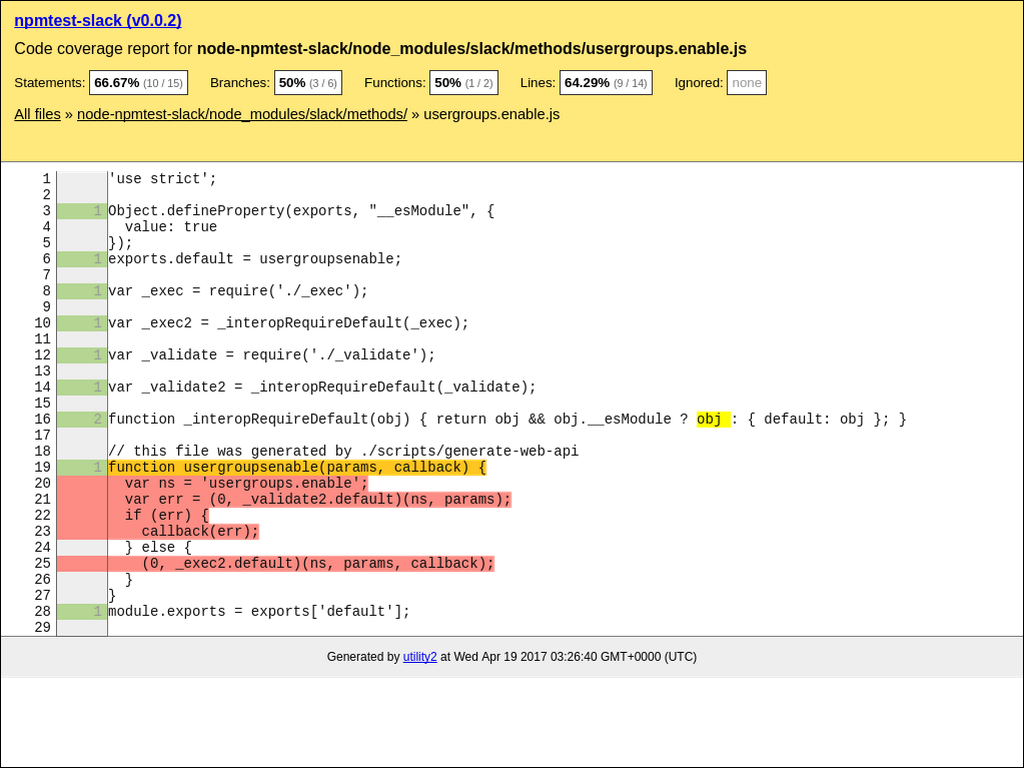 npmtest-slack (v0.0.2)
Code coverage report for node-npmtest-slack/node_modules/slack/methods/usergroups.enable.js
Statements: 66.67% (10 / 15) Branches: 50% (3 / 6) Functions: 50% (1 / 2) Lines: 64.29% (9 / 14) Ignored: none
All files » node-npmtest-slack/node_modules/slack/methods/ » usergroups.enable.js
1 'use strict';
2
3 1 Object.defineProperty(exports, "__esModule", {
4   value: true
5 });
6 1 exports.default = usergroupsenable;
7
8 1 var _exec = require('./_exec');
9
10 1 var _exec2 = _interopRequireDefault(_exec);
11
12 1 var _validate = require('./_validate');
13
14 1 var _validate2 = _interopRequireDefault(_validate);
15
16 2 function _interopRequireDefault(obj) { return obj && obj.__esModule ? obj : { default: obj }; }
17
18 // this file was generated by ./scripts/generate-web-api
19 1 function usergroupsenable(params, callback) {
20   var ns = 'usergroups.enable';
21   var err = (0, _validate2.default)(ns, params);
22   if (err) {
23     callback(err);
24   } else {
25     (0, _exec2.default)(ns, params, callback);
26   }
27 }
28 1 module.exports = exports['default'];
29
Generated by utility2 at Wed Apr 19 2017 03:26:40 GMT+0000 (UTC)